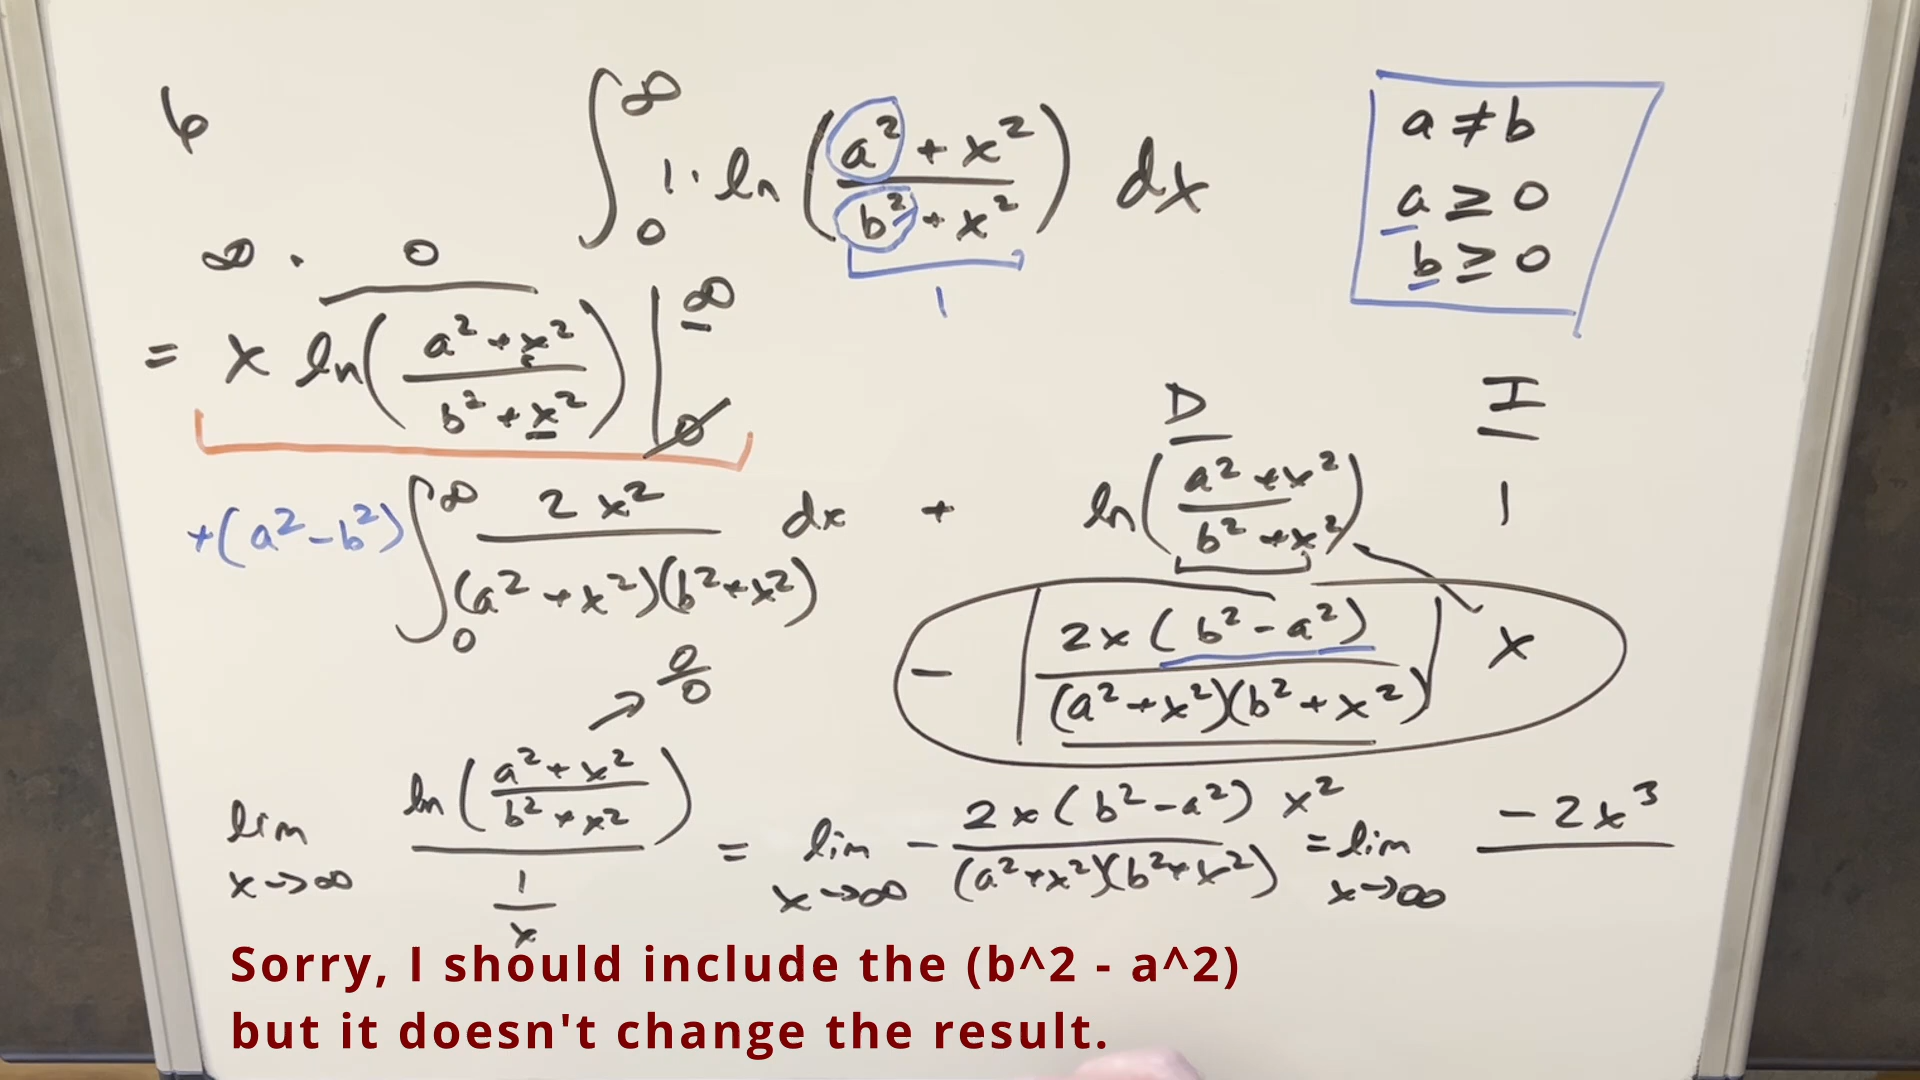 6
∫₀^∞ 1·ln((a²+x²)/(b²+x²)) dx
1
a≠b
a≥0
b≥0
∞ · 0
= x ln((a²+x²)/(b²+x²)) |₀^∞
D I
+(a²-b²) ∫₀^∞ 2x²/((a²+x²)(b²+x²)) dx
+ ln((a²+x²)/(b²+x²)) 1
- 2x(b²-a²)/((a²+x²)(b²+x²)) x
0/0
lim x→∞ ln((a²+x²)/(b²+x²))/(1/x) = lim x→∞ - 2x(b²-a²) x²/((a²+x²)(b²+x²)) = lim x→∞ -2x³
Sorry, I should include the (b^2 - a^2)
but it doesn't change the result.